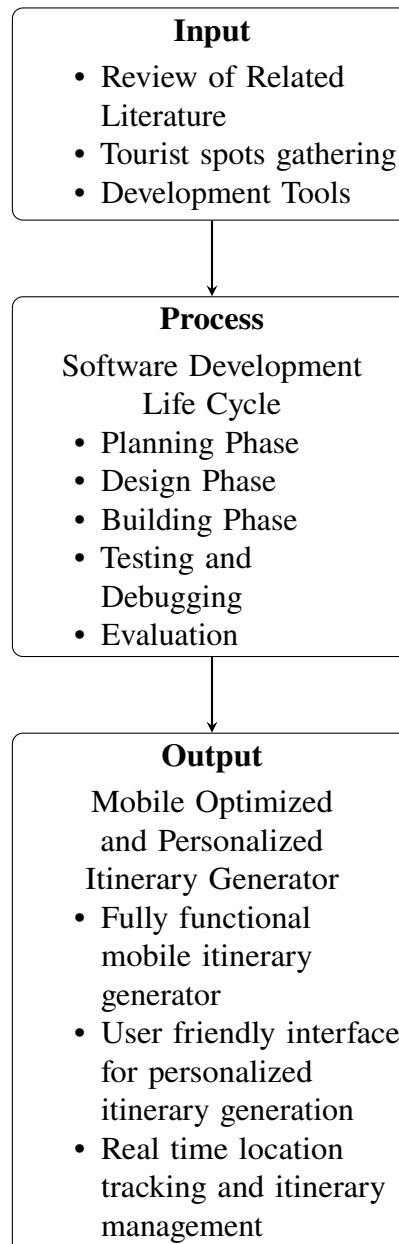 Input
• Review of Related
Literature
• Tourist spots gathering
• Development Tools
Process
Software Development
Life Cycle
• Planning Phase
• Design Phase
• Building Phase
• Testing and
Debugging
• Evaluation
Output
Mobile Optimized
and Personalized
Itinerary Generator
• Fully functional
mobile itinerary
generator
• User friendly interface
for personalized
itinerary generation
• Real time location
tracking and itinerary
management